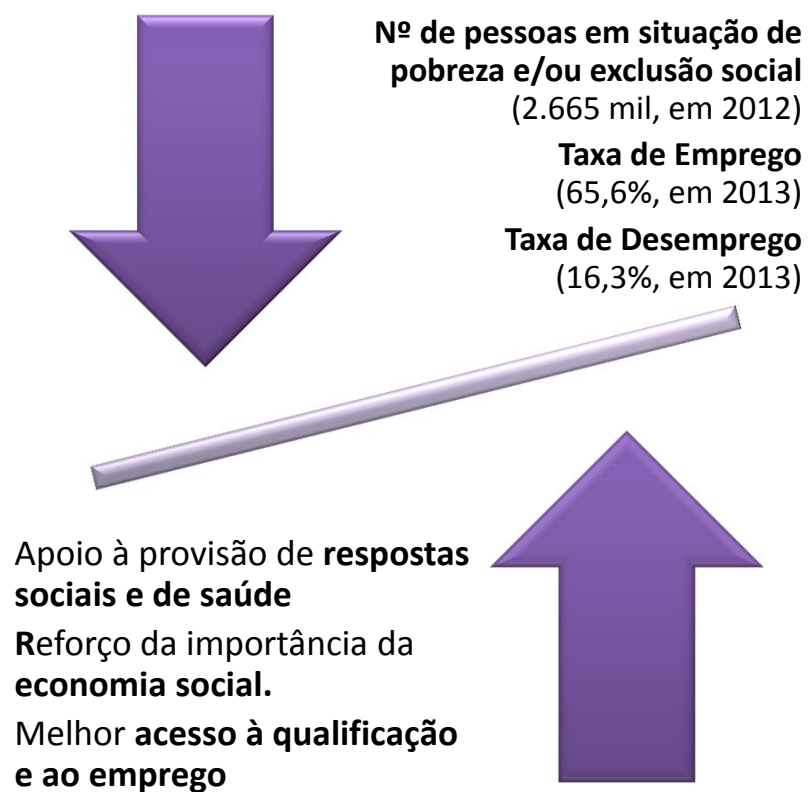 Nº de pessoas em situação de
pobreza e/ou exclusão social
(2.665 mil, em 2012)
Taxa de Emprego
(65,6%, em 2013)
Taxa de Desemprego
(16,3%, em 2013)
Apoio à provisão de respostas
sociais e de saúde
Reforço da importância da
economia social.
Melhor acesso à qualificação
e ao emprego